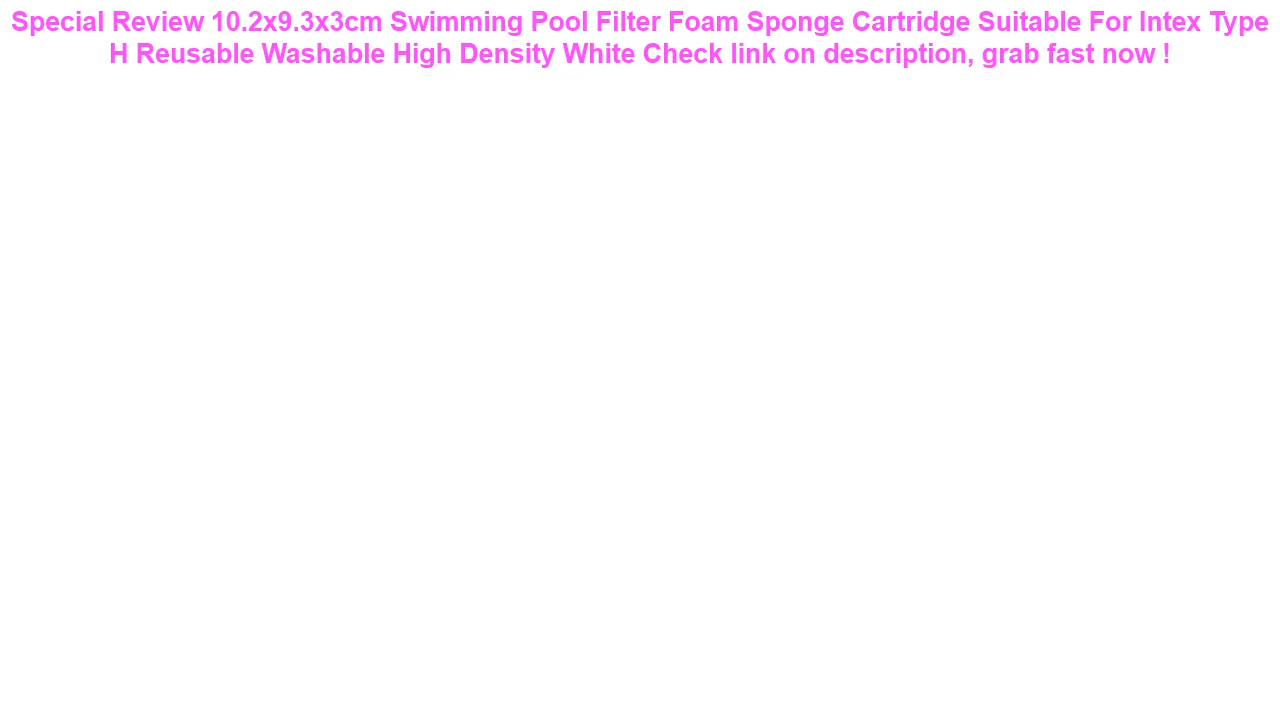 Special Review 10.2x9.3x3cm Swimming Pool Filter Foam Sponge Cartridge Suitable For Intex Type
H Reusable Washable High Density White Check link on description, grab fast now !